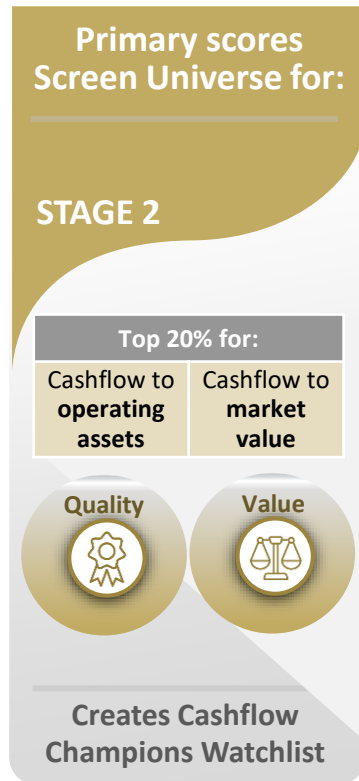 Primary scores
Screen Universe for:
STAGE 2
Top 20% for:
Cashflow to
operating
assets
Cashflow to
market
value
Quality
Value
Creates Cashflow
Champions Watchlist